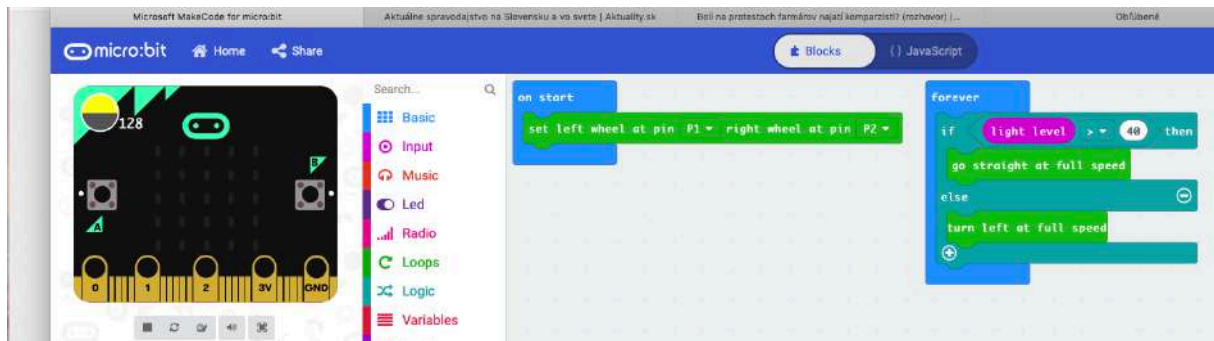 Microsoft MakeCode for micro:bit
Aktuálne spravodajstvo na Slovensku a vo svete | Aktuality.sk
Boli na protestoch farmárov najatí komparzisti? (rozhovor) |...
Obľúbené
micro:bit Home Share
Blocks
{} JavaScript
128
A
B
0 1 2 3V GND
Search...
Basic
Input
Music
Led
Radio
Loops
Logic
Variables
on start
set left wheel at pin P1 right wheel at pin P2
forever
if light level > 40 then
go straight at full speed
else
turn left at full speed